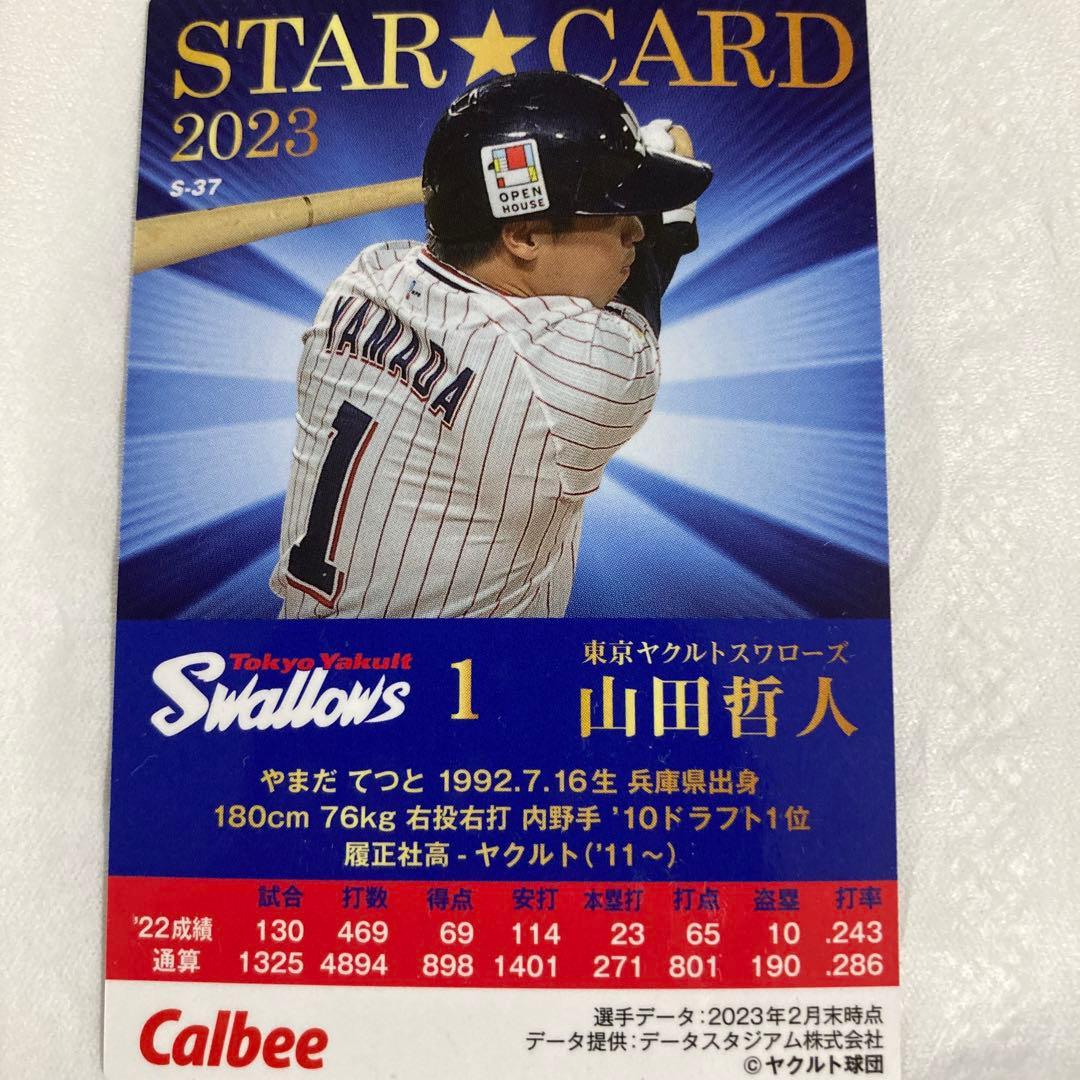 STAR★CARD
2023
S-37
OPEN
HOUSE
YAMADA
1
Tokyo Yakult
Swallows
1
東京ヤクルトスワローズ
山田哲人
やまだ てつと 1992.7.16生 兵庫県出身
180cm 76kg 右投右打 内野手 '10ドラフト1位
履正社高 - ヤクルト('11〜)
試合 打数 得点 安打 本塁打 打点 盗塁 打率
'22成績 130 469 69 114 23 65 10 .243
通算 1325 4894 898 1401 271 801 190 .286
Calbee
選手データ:2023年2月末時点
データ提供:データスタジアム株式会社
©ヤクルト球団